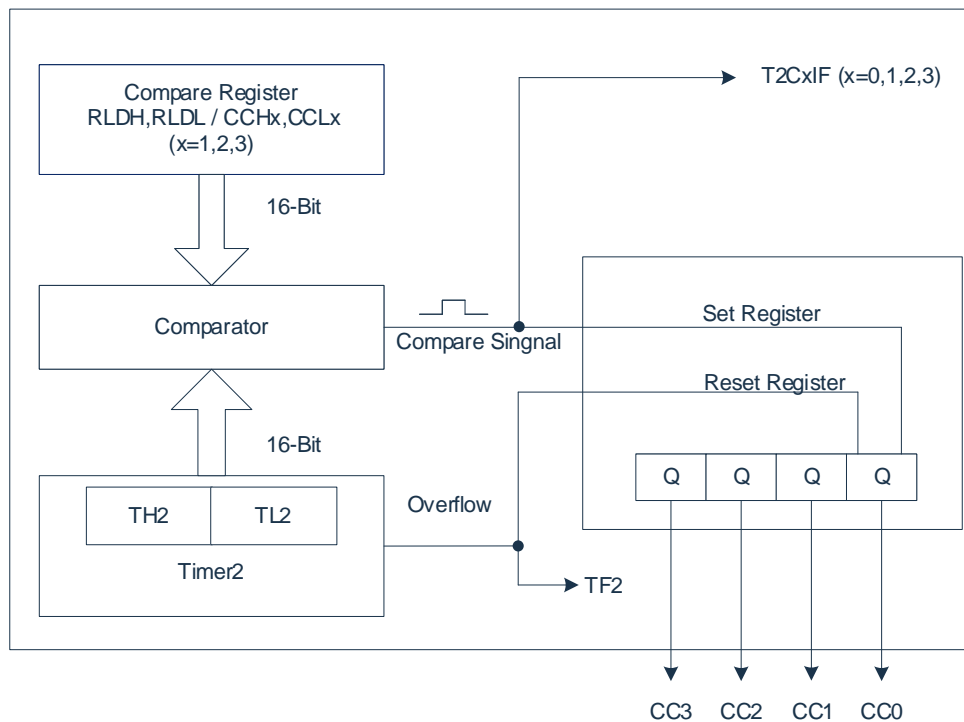 Compare Register
RLDH,RLDL / CCHx,CCLx
(x=1,2,3)
T2CxIF (x=0,1,2,3)
16-Bit
Comparator
Compare Singnal
Set Register
Reset Register
16-Bit
TH2
TL2
Timer2
Overflow
TF2
Q
Q
Q
Q
CC3
CC2
CC1
CC0